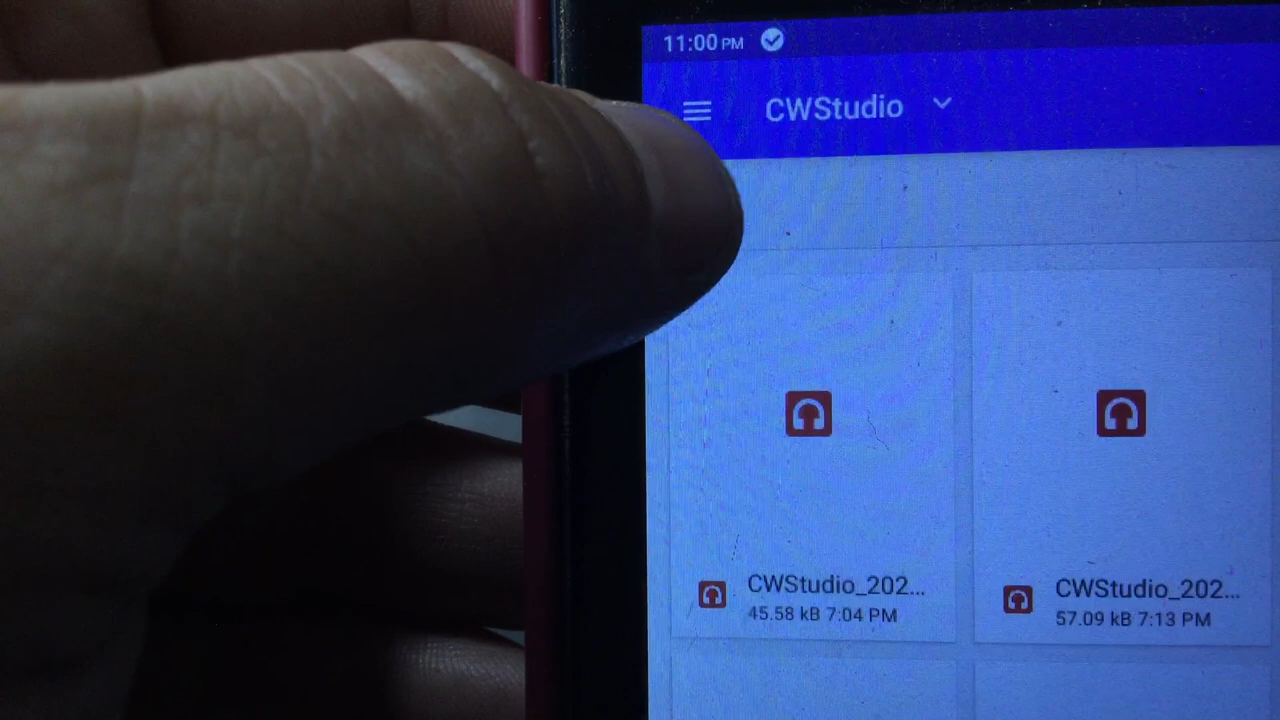 11:00 PM
CWStudio
CWStudio_202...
45.58 kB 7:04 PM
CWStudio_202...
57.09 kB 7:13 PM